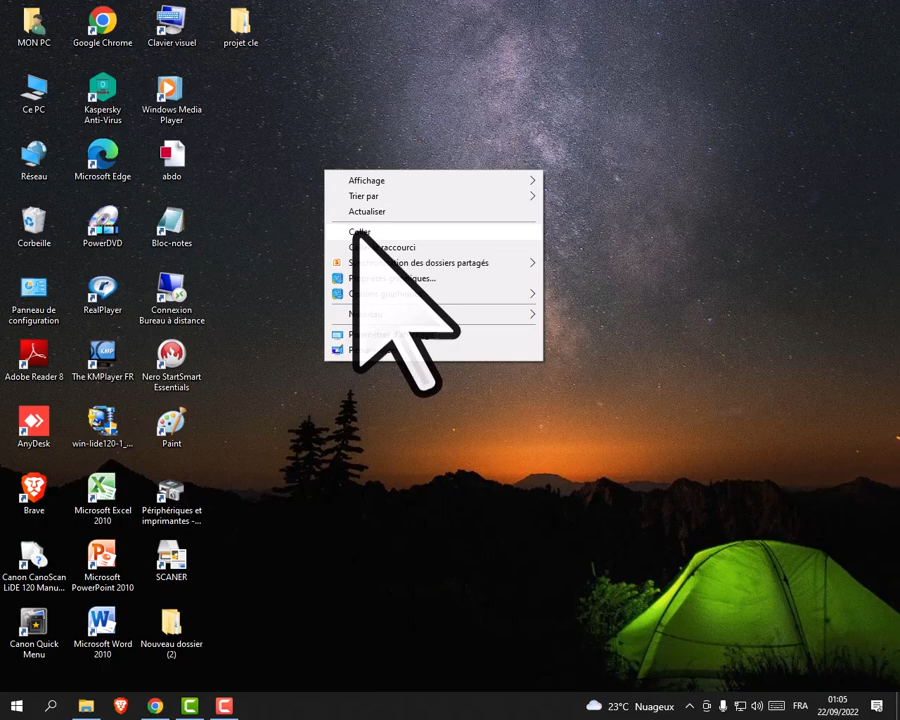 MON PC
Google Chrome
Clavier visuel
projet cle
Ce PC
Kaspersky
Anti-Virus
Windows Media
Player
Réseau
Microsoft Edge
abdo
Corbeille
PowerDVD
Bloc-notes
Panneau de
configuration
RealPlayer
Connexion
Bureau à distance
Adobe Reader 8
The KMPlayer FR
Nero StartSmart
Essentials
AnyDesk
win-lide120-1_...
Paint
Brave
Microsoft Excel
2010
Périphériques et
imprimantes -...
Canon CanoScan
LiDE 120 Manu...
Microsoft
PowerPoint 2010
SCANER
Canon Quick
Menu
Microsoft Word
2010
Nouveau dossier
(2)
Affichage
Trier par
Actualiser
Coller
raccourci
des dossiers partagés
23°C Nuageux
FRA
01:05
22/09/2022